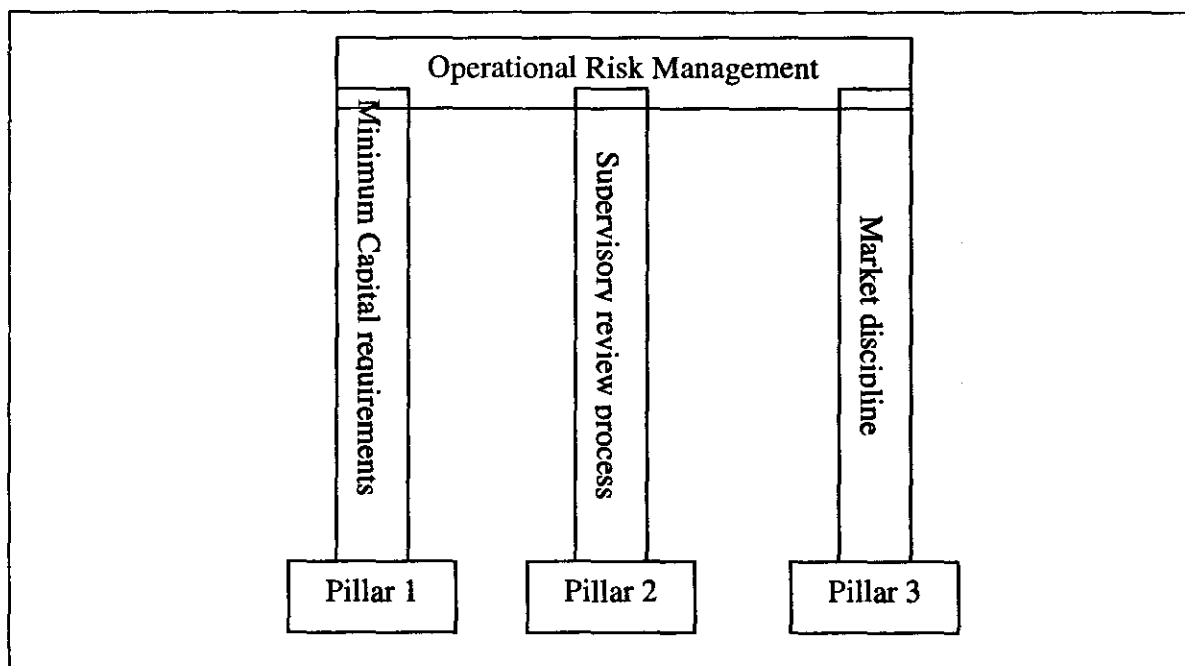 Operational Risk Management
Minimum Capital requirements
Supervisory review process
Market discipline
Pillar 1
Pillar 2
Pillar 3